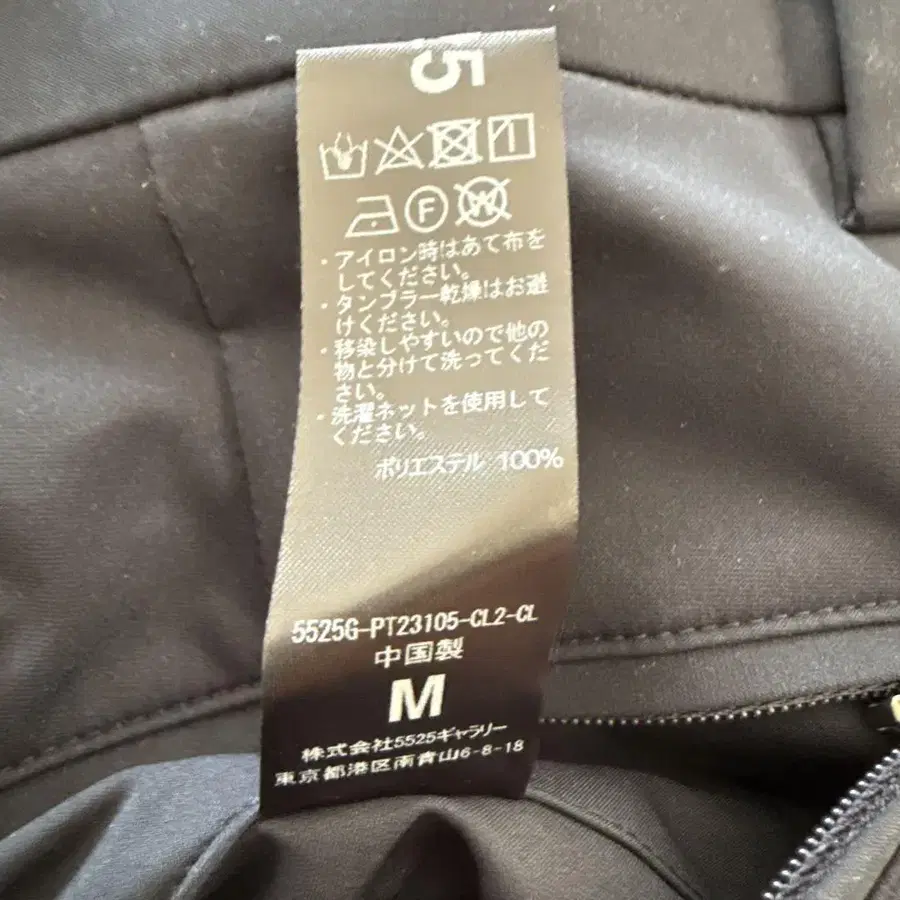 5
F
W
・アイロン時はあて布を
してください。
・タンブラー乾燥はお避
けください。
・移染しやすいので他の
物と分けて洗ってくだ
さい。
・洗濯ネットを使用して
ください。
ポリエステル 100%
5525G-PT23105-CL2-CL
中国製
M
株式会社5525ギャラリー
東京都港区南青山6-8-18